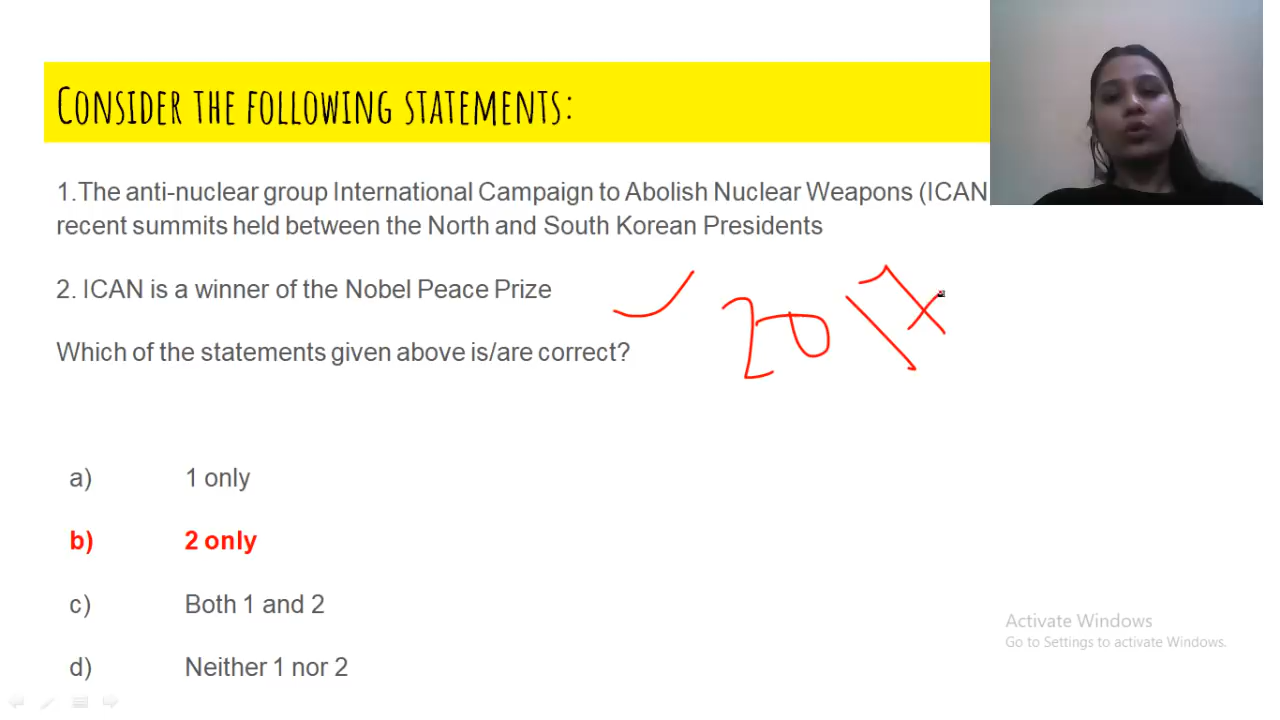 CONSIDER THE FOLLOWING STATEMENTS:
1.The anti-nuclear group International Campaign to Abolish Nuclear Weapons (ICAN
recent summits held between the North and South Korean Presidents
2. ICAN is a winner of the Nobel Peace Prize
2017
Which of the statements given above is/are correct?
a) 1 only
b) 2 only
c) Both 1 and 2
d) Neither 1 nor 2
Activate Windows
Go to Settings to activate Windows.